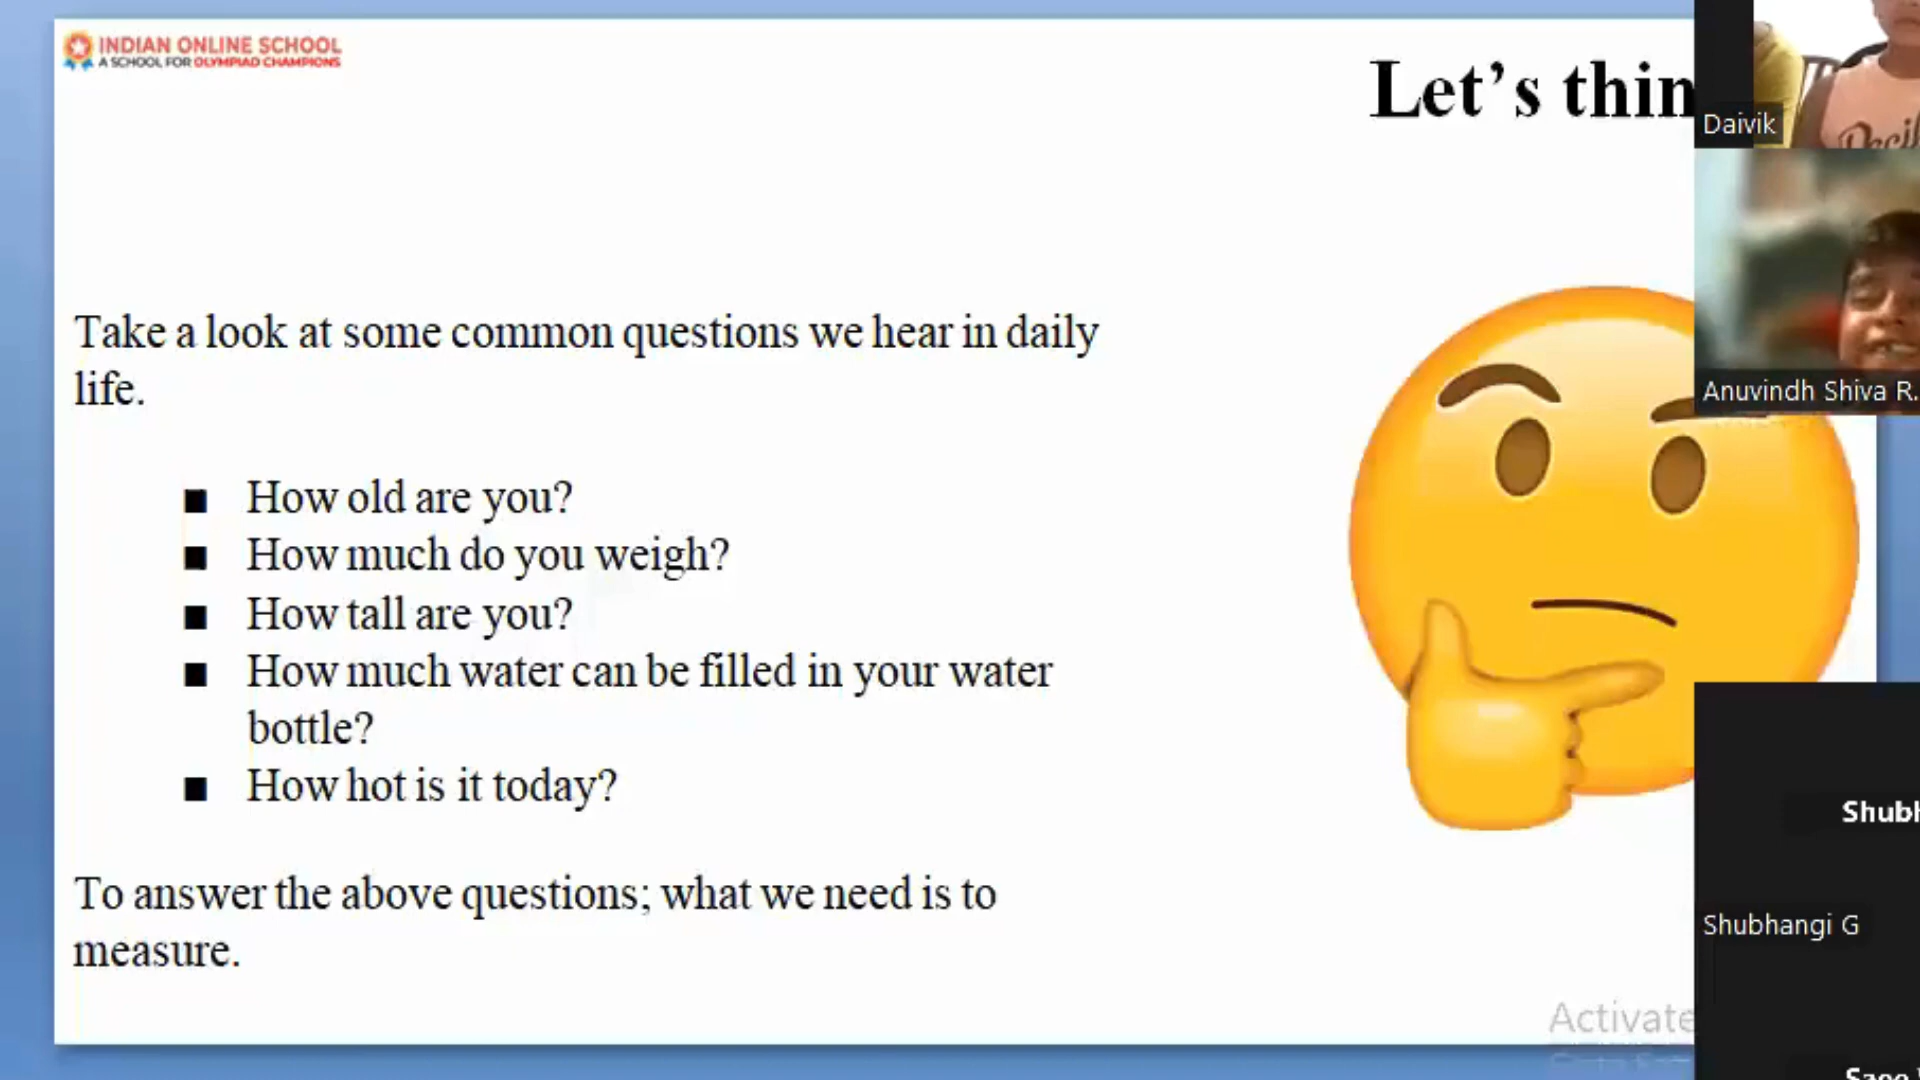 INDIAN ONLINE SCHOOL
A SCHOOL FOR OLYMPIAD CHAMPIONS
Let's thin
Daivik
Anuvindh Shiva R.
Take a look at some common questions we hear in daily
life.
■ How old are you?
■ How much do you weigh?
■ How tall are you?
■ How much water can be filled in your water
bottle?
■ How hot is it today?
To answer the above questions; what we need is to
measure.
Shubh
Shubhangi G
Activate